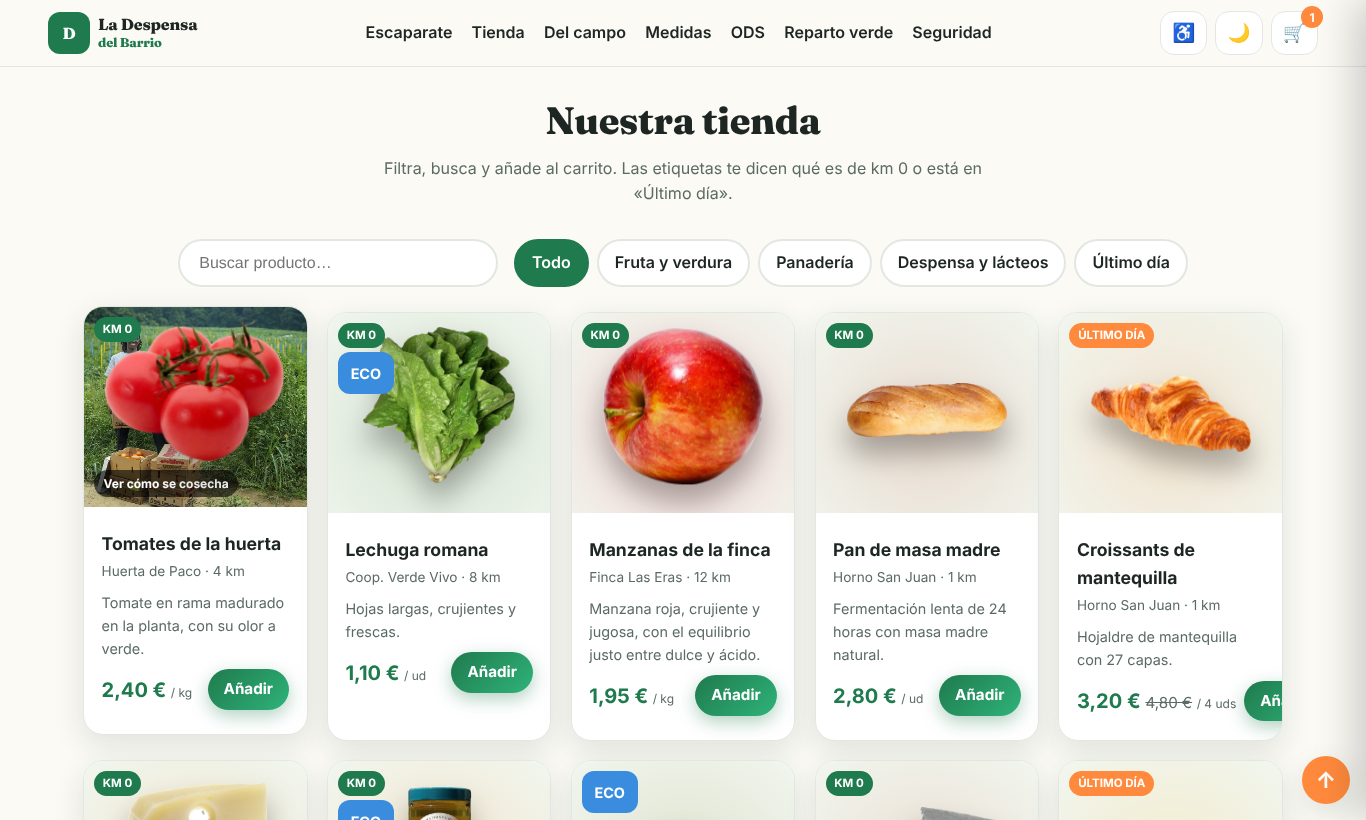 D
La Despensa
del Barrio
Escaparate Tienda Del campo Medidas ODS Reparto verde Seguridad
1
Nuestra tienda
Filtra, busca y añade al carrito. Las etiquetas te dicen qué es de km 0 o está en
«Último día».
Buscar producto…
Todo Fruta y verdura Panadería Despensa y lácteos Último día
KM 0
Ver cómo se cosecha
Tomates de la huerta
Huerta de Paco · 4 km
Tomate en rama madurado
en la planta, con su olor a
verde.
2,40 € / kg Añadir
KM 0
ECO
Lechuga romana
Coop. Verde Vivo · 8 km
Hojas largas, crujientes y
frescas.
1,10 € / ud Añadir
KM 0
Manzanas de la finca
Finca Las Eras · 12 km
Manzana roja, crujiente y
jugosa, con el equilibrio
justo entre dulce y ácido.
1,95 € / kg Añadir
KM 0
Pan de masa madre
Horno San Juan · 1 km
Fermentación lenta de 24
horas con masa madre
natural.
2,80 € / ud Añadir
ÚLTIMO DÍA
Croissants de
mantequilla
Horno San Juan · 1 km
Hojaldre de mantequilla
con 27 capas.
3,20 € 4,80 € / 4 uds Añ
KM 0
KM 0
ECO
ECO
KM 0
ÚLTIMO DÍA